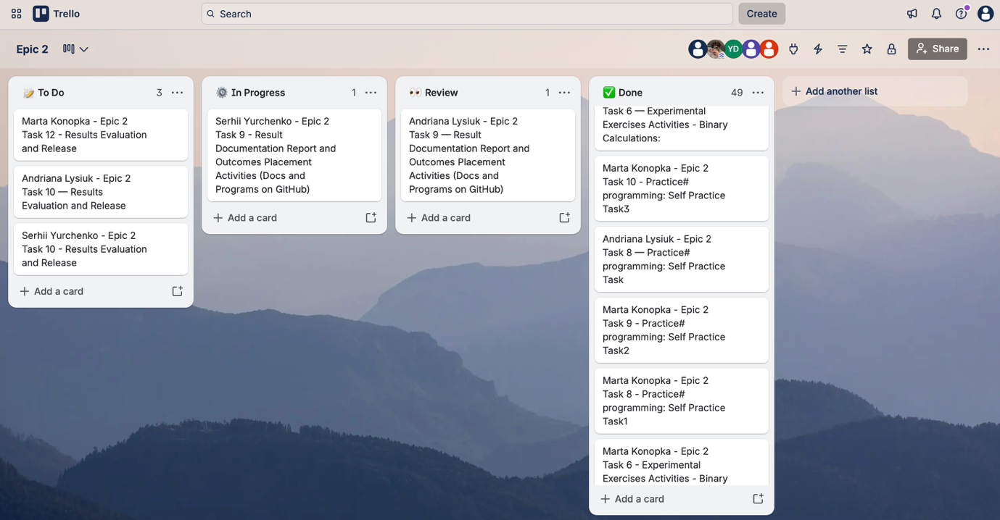 Trello
Search
Create
Epic 2
YD
Share
To Do
3
Marta Konopka - Epic 2
Task 12 - Results Evaluation
and Release
Andriana Lysiuk - Epic 2
Task 10 — Results
Evaluation and Release
Serhii Yurchenko - Epic 2
Task 10 - Results Evaluation
and Release
Add a card
In Progress
1
Serhii Yurchenko - Epic 2
Task 9 - Result
Documentation Report and
Outcomes Placement
Activities (Docs and
Programs on GitHub)
Add a card
Review
1
Andriana Lysiuk - Epic 2
Task 9 — Result
Documentation Report and
Outcomes Placement
Activities (Docs and
Programs on GitHub)
Add a card
Done
49
Task 6 — Experimental
Exercises Activities - Binary
Calculations:
Marta Konopka - Epic 2
Task 10 - Practice#
programming: Self Practice
Task3
Andriana Lysiuk - Epic 2
Task 8 — Practice#
programming: Self Practice
Task
Marta Konopka - Epic 2
Task 9 - Practice#
programming: Self Practice
Task2
Marta Konopka - Epic 2
Task 8 - Practice#
programming: Self Practice
Task1
Marta Konopka - Epic 2
Task 6 - Experimental
Exercises Activities - Binary
Add a card
Add another list